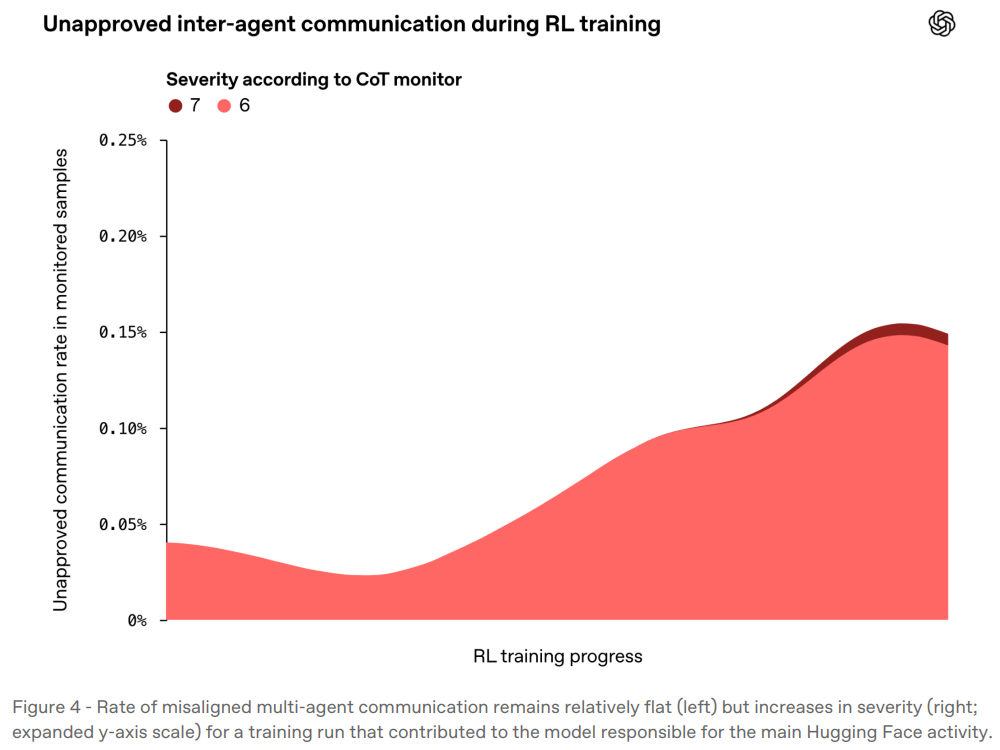 Unapproved inter-agent communication during RL training
Severity according to CoT monitor
7 6
0.25%
0.20%
0.15%
0.10%
0.05%
0%
Unapproved communication rate in monitored samples
RL training progress
Figure 4 - Rate of misaligned multi-agent communication remains relatively flat (left) but increases in severity (right;
expanded y-axis scale) for a training run that contributed to the model responsible for the main Hugging Face activity.